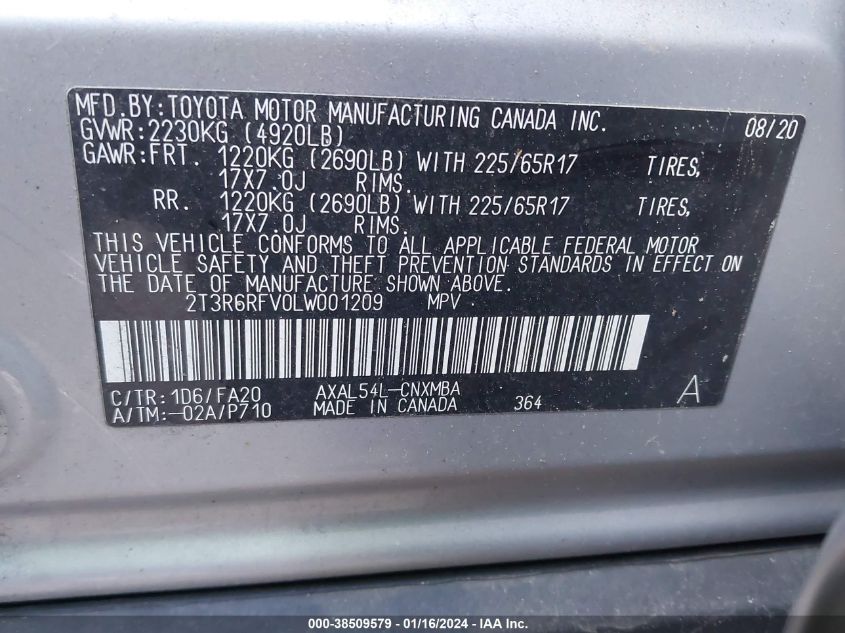 MFD.BY:TOYOTA MOTOR MANUFACTURING CANADA INC. 08/20
GVWR:2230KG (4920LB)
GAWR:FRT. 1220KG (2690LB) WITH 225/65R17 TIRES,
17X7.0J RIMS.
RR. 1220KG (2690LB) WITH 225/65R17 TIRES,
17X7.0J RIMS.
THIS VEHICLE CONFORMS TO ALL APPLICABLE FEDERAL MOTOR
VEHICLE SAFETY AND THEFT PREVENTION STANDARDS IN EFFECT ON
THE DATE OF MANUFACTURE SHOWN ABOVE.
2T3R6RFV0LW001209 MPV
C/TR:1D6/FA20 AXAL54L-CNXMBA A
A/TM:-02A/P710 MADE IN CANADA 364
000-38509579 - 01/16/2024 - IAA Inc.